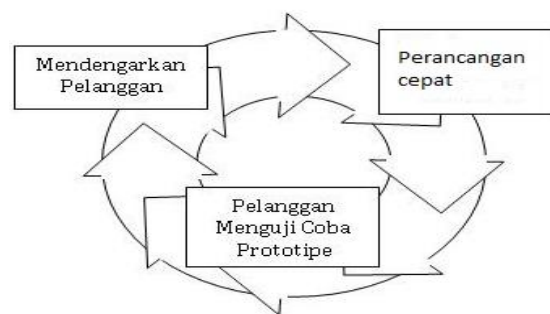 Mendengarkan
Pelanggan
Perancangan
cepat
Pelanggan
Menguji Coba
Prototipe